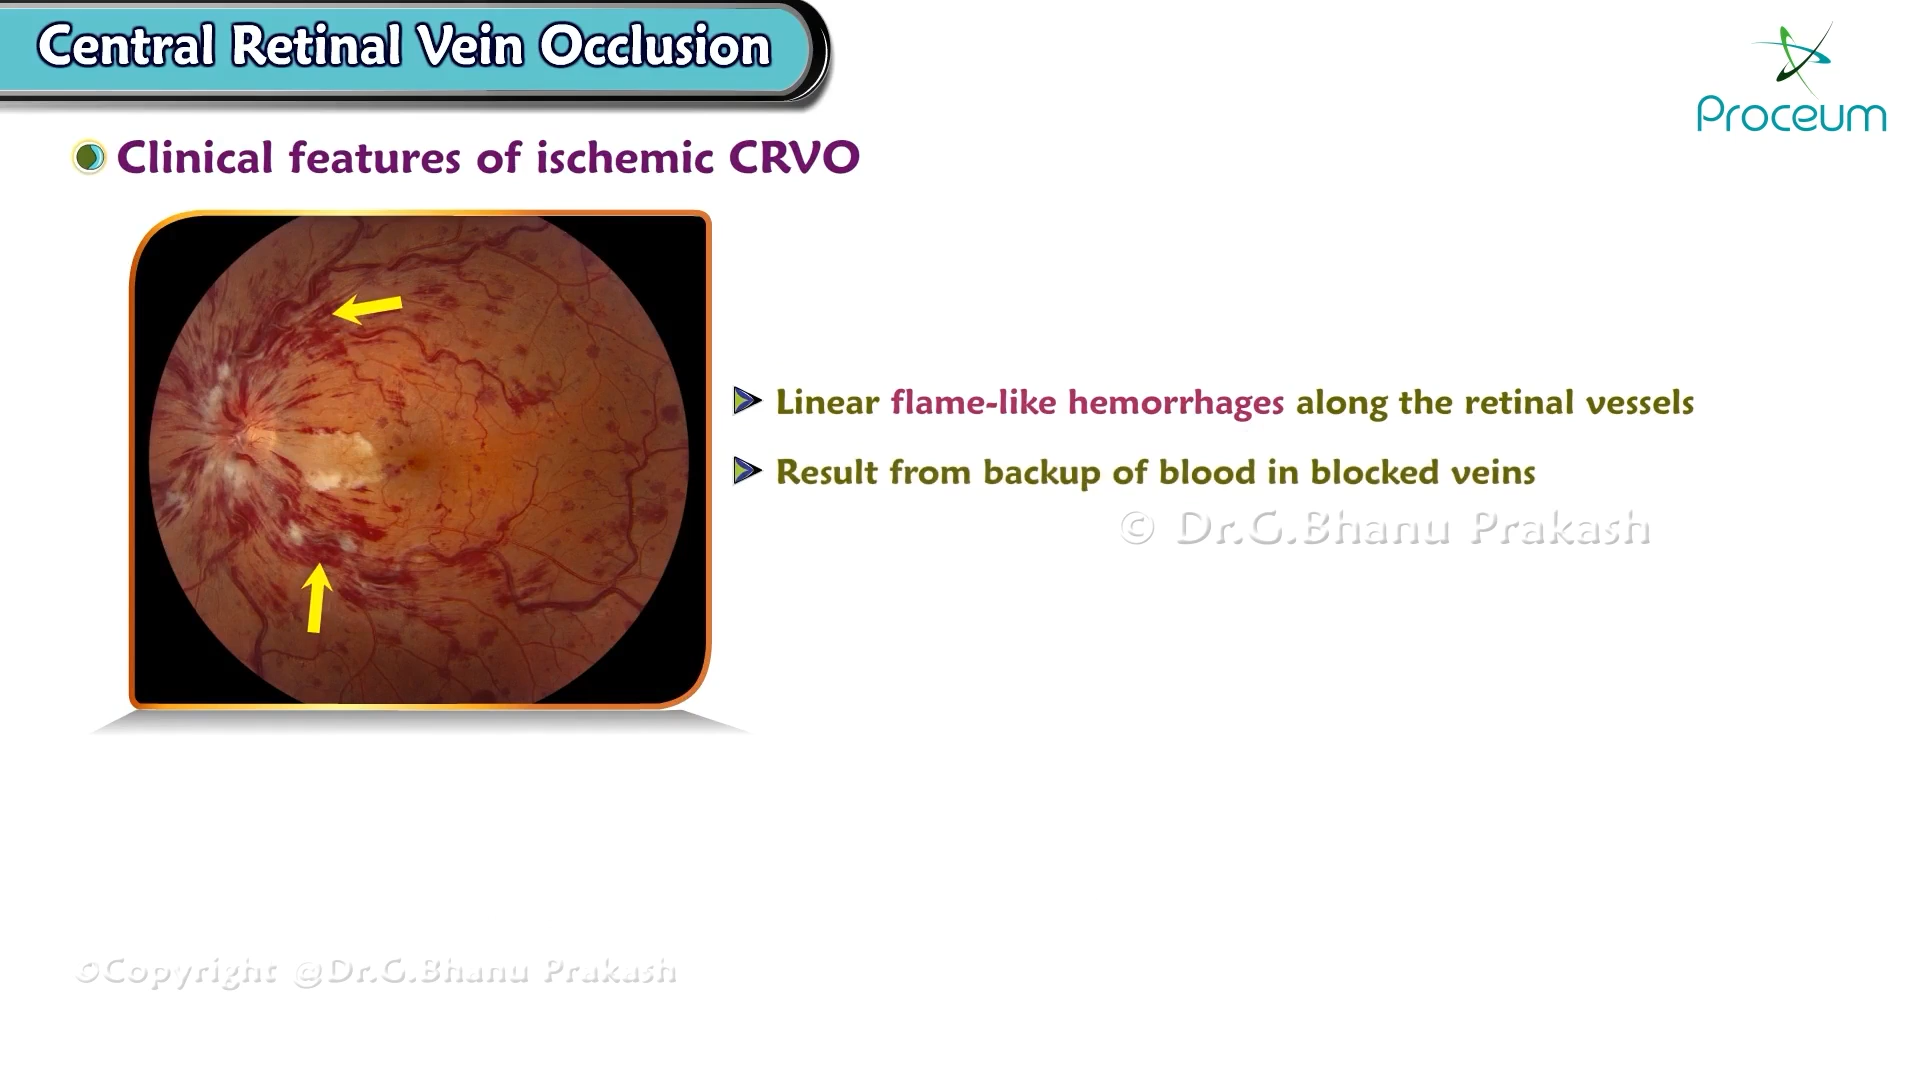 Central Retinal Vein Occlusion
Proceum
Clinical features of ischemic CRVO
Linear flame-like hemorrhages along the retinal vessels
Result from backup of blood in blocked veins
© Dr.G.Bhanu Prakash
©Copyright @Dr.G.Bhanu Prakash